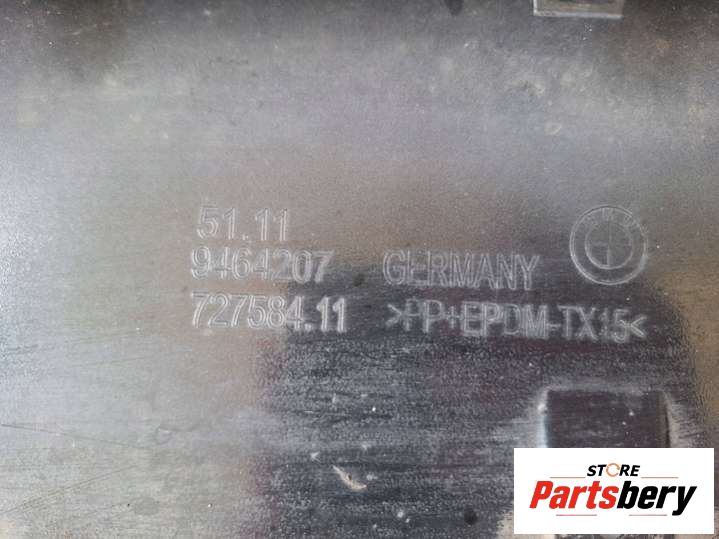 51.11
9464207 GERMANY
727584.11 >PP+EPDM-TX15<
STORE
Partsbery